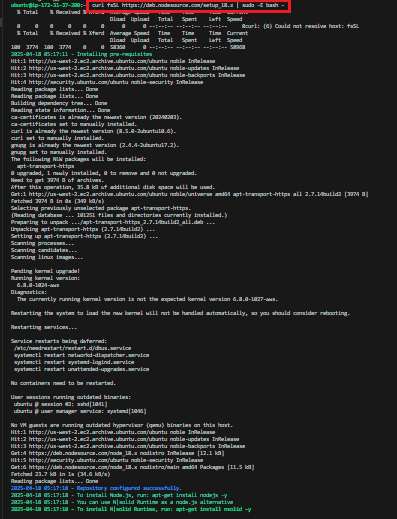 ubuntu@ip-172-31-37-209:~$ curl fsSL https://deb.nodesource.com/setup_18.x | sudo -E bash -
% Total % Received % Xferd Average Speed Time Time Time Current
Dload Upload Total Spent Left Speed
0 0 0 0 0 0 0 0 --:--:-- --:--:-- --:--:-- 0curl: (6) Could not resolve host: fsSL
% Total % Received % Xferd Average Speed Time Time Time Current
Dload Upload Total Spent Left Speed
100 3774 100 3774 0 0 58360 0 --:--:-- --:--:-- --:--:-- 58968
2025-04-18 05:17:11 - Installing pre-requisites
Hit:1 http://us-west-2.ec2.archive.ubuntu.com/ubuntu noble InRelease
Hit:2 http://us-west-2.ec2.archive.ubuntu.com/ubuntu noble-updates InRelease
Hit:3 http://us-west-2.ec2.archive.ubuntu.com/ubuntu noble-backports InRelease
Hit:4 http://security.ubuntu.com/ubuntu noble-security InRelease
Reading package lists... Done
Reading package lists... Done
Building dependency tree... Done
Reading state information... Done
ca-certificates is already the newest version (20240203).
ca-certificates set to manually installed.
curl is already the newest version (8.5.0-2ubuntu10.6).
curl set to manually installed.
gnupg is already the newest version (2.4.4-2ubuntu17.2).
gnupg set to manually installed.
The following NEW packages will be installed:
apt-transport-https
0 upgraded, 1 newly installed, 0 to remove and 0 not upgraded.
Need to get 3974 B of archives.
After this operation, 35.8 kB of additional disk space will be used.
Get:1 http://us-west-2.ec2.archive.ubuntu.com/ubuntu noble/universe amd64 apt-transport-https all 2.7.14build2 [3974 B]
Fetched 3974 B in 0s (349 kB/s)
Selecting previously unselected package apt-transport-https.
(Reading database ... 101251 files and directories currently installed.)
Preparing to unpack .../apt-transport-https_2.7.14build2_all.deb ...
Unpacking apt-transport-https (2.7.14build2) ...
Setting up apt-transport-https (2.7.14build2) ...
Scanning processes...
Scanning candidates...
Scanning linux images...
Pending kernel upgrade!
Running kernel version:
6.8.0-1024-aws
Diagnostics:
The currently running kernel version is not the expected kernel version 6.8.0-1027-aws.
Restarting the system to load the new kernel will not be handled automatically, so you should consider rebooting.
Restarting services...
Service restarts being deferred:
/etc/needrestart/restart.d/dbus.service
systemctl restart networkd-dispatcher.service
systemctl restart systemd-logind.service
systemctl restart unattended-upgrades.service
No containers need to be restarted.
User sessions running outdated binaries:
ubuntu @ session #2: sshd[1041]
ubuntu @ user manager service: systemd[1046]
No VM guests are running outdated hypervisor (qemu) binaries on this host.
Hit:1 http://us-west-2.ec2.archive.ubuntu.com/ubuntu noble InRelease
Hit:2 http://us-west-2.ec2.archive.ubuntu.com/ubuntu noble-updates InRelease
Hit:3 http://us-west-2.ec2.archive.ubuntu.com/ubuntu noble-backports InRelease
Get:4 https://deb.nodesource.com/node_18.x nodistro InRelease [12.1 kB]
Hit:5 http://security.ubuntu.com/ubuntu noble-security InRelease
Get:6 https://deb.nodesource.com/node_18.x nodistro/main amd64 Packages [11.5 kB]
Fetched 23.7 kB in 1s (34.6 kB/s)
Reading package lists... Done
2025-04-18 05:17:18 - Repository configured successfully.
2025-04-18 05:17:18 - To install Node.js, run: apt-get install nodejs -y
2025-04-18 05:17:18 - You can use N|solid Runtime as a node.js alternative
2025-04-18 05:17:18 - To install N|solid Runtime, run: apt-get install nsolid -y